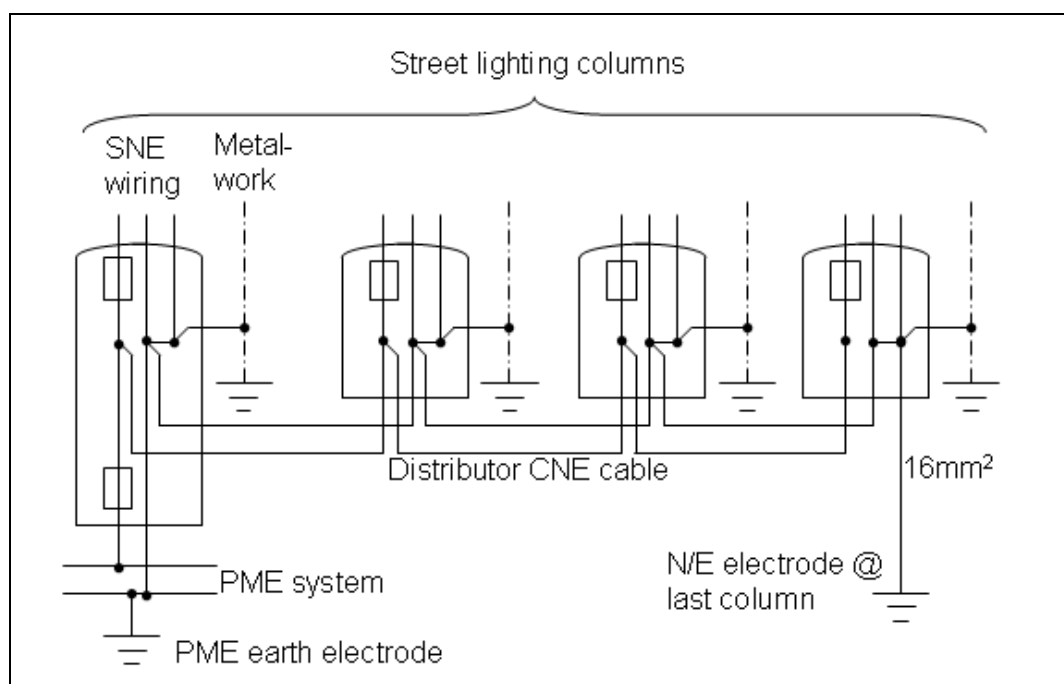 Street lighting columns
SNE
wiring
Metal-
work
Distributor CNE cable
16mm²
PME system
N/E electrode @
last column
PME earth electrode